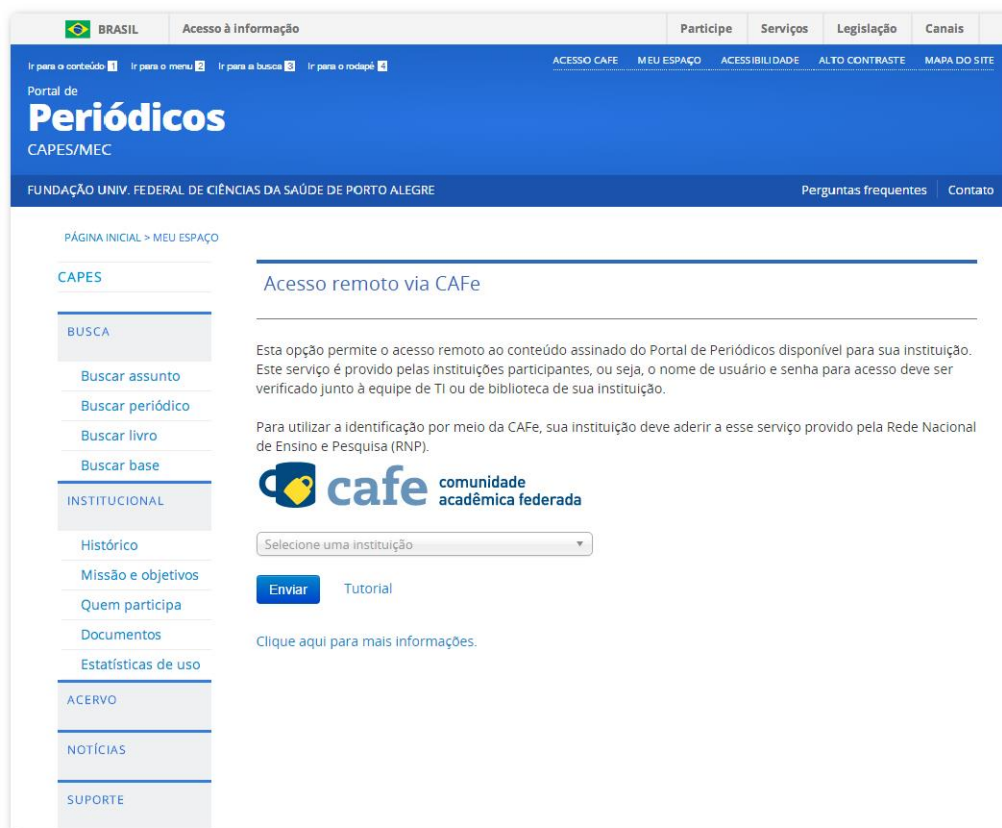 BRASIL Acesso à informação Participe Serviços Legislação Canais
Ir para o conteúdo 1 Ir para o menu 2 Ir para a busca 3 Ir para o rodapé 4 ACESSO CAFE MEU ESPAÇO ACESSIBILIDADE ALTO CONTRASTE MAPA DO SITE
Portal de
Periódicos
CAPES/MEC
FUNDAÇÃO UNIV. FEDERAL DE CIÊNCIAS DA SAÚDE DE PORTO ALEGRE Perguntas frequentes Contato
PÁGINA INICIAL > MEU ESPAÇO
CAPES
BUSCA
Buscar assunto
Buscar periódico
Buscar livro
Buscar base
INSTITUCIONAL
Histórico
Missão e objetivos
Quem participa
Documentos
Estatísticas de uso
ACERVO
NOTÍCIAS
SUPORTE
Acesso remoto via CAFe
Esta opção permite o acesso remoto ao conteúdo assinado do Portal de Periódicos disponível para sua instituição.
Este serviço é provido pelas instituições participantes, ou seja, o nome de usuário e senha para acesso deve ser
verificado junto à equipe de TI ou de biblioteca de sua instituição.
Para utilizar a identificação por meio da CAFe, sua instituição deve aderir a esse serviço provido pela Rede Nacional
de Ensino e Pesquisa (RNP).
cafe comunidade
acadêmica federada
Selecione uma instituição
Enviar Tutorial
Clique aqui para mais informações.